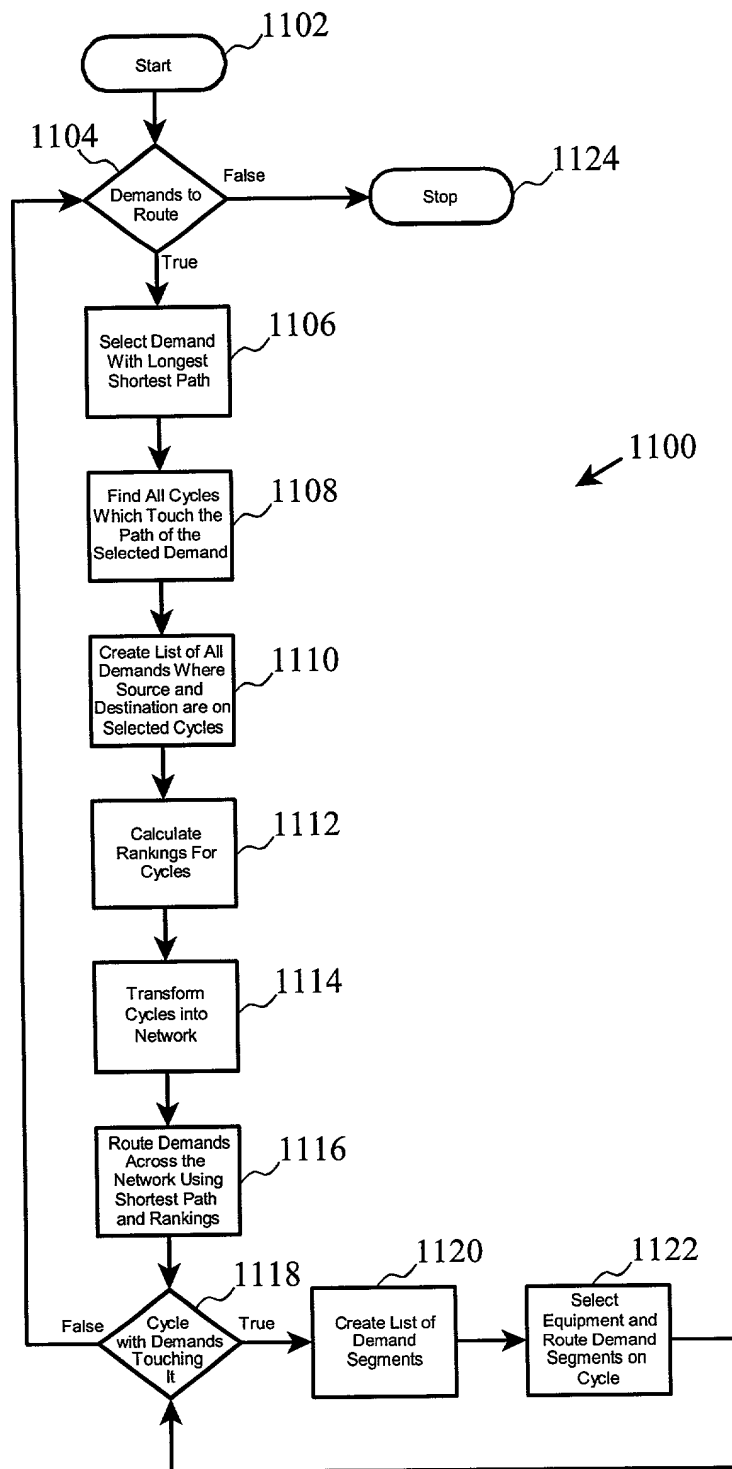 1102
Start
1104
Demands to
Route
False
Stop
1124
True
Select Demand
With Longest
Shortest Path
1106
1100
Find All Cycles
Which Touch the
Path of the
Selected Demand
1108
Create List of All
Demands Where
Source and
Destination are on
Selected Cycles
1110
Calculate
Rankings For
Cycles
1112
Transform
Cycles into
Network
1114
Route Demands
Across the
Network Using
Shortest Path
and Rankings
1116
1118
False
Cycle
with Demands
Touching
It
True
1120
Create List of
Demand
Segments
1122
Select
Equipment and
Route Demand
Segments on
Cycle